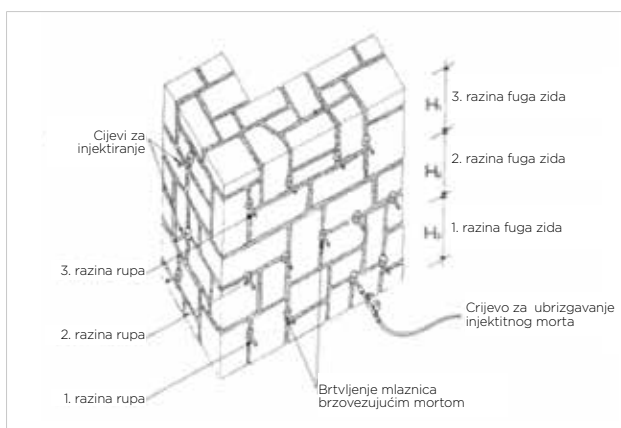 3. razina fuga zida
Cijevi za
injektiranje
H₁
2. razina fuga zida
H₂
1. razina fuga zida
H₃
3. razina rupa
2. razina rupa
1. razina rupa
Crijevo za ubrizgavanje
injektitnog morta
Brtvljenje mlaznica
brzovezujućim mortom